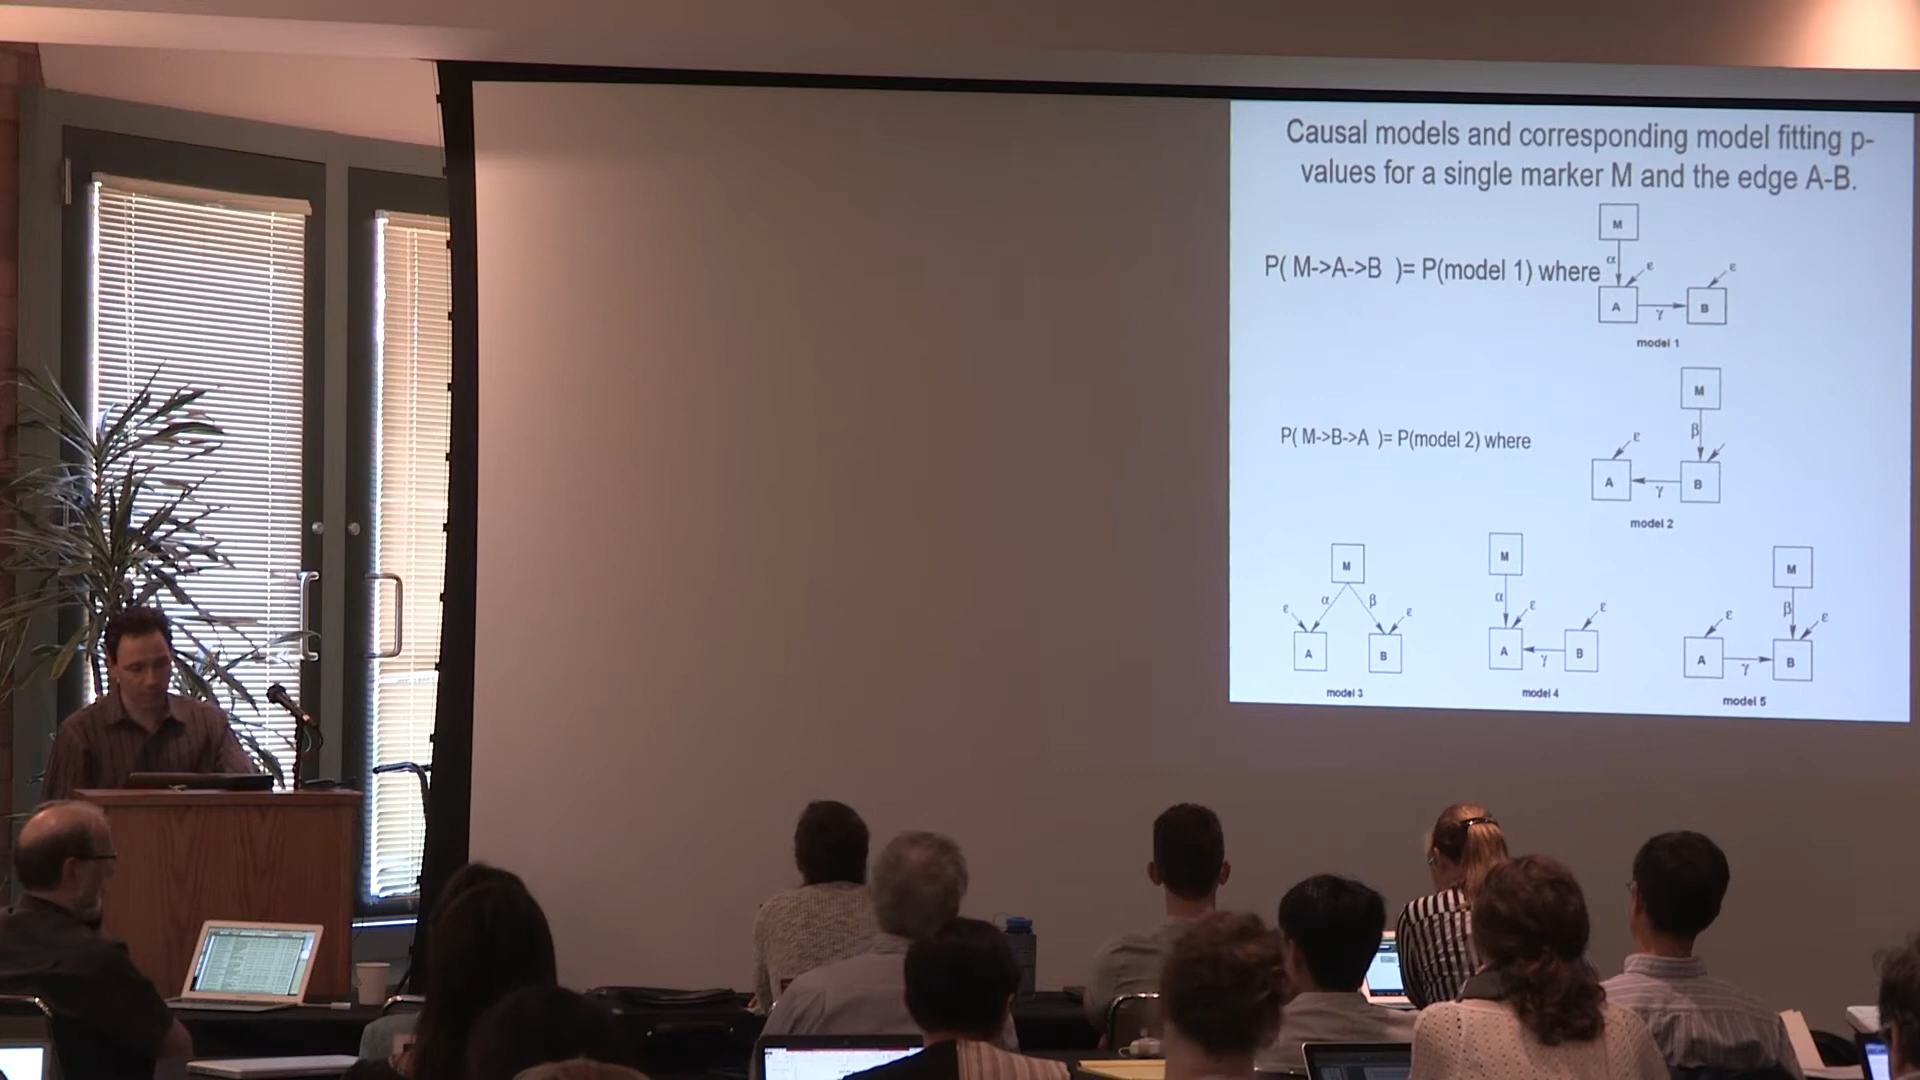 Causal models and corresponding model fitting p-
values for a single marker M and the edge A-B.
M
P( M->A->B )= P(model 1) where
α
ε
ε
A
γ
B
model 1
M
P( M->B->A )= P(model 2) where
β
ε
A
γ
B
model 2
M
α
β
ε
ε
A
B
model 3
M
α
ε
ε
A
γ
B
model 4
M
β
ε
ε
A
γ
B
model 5